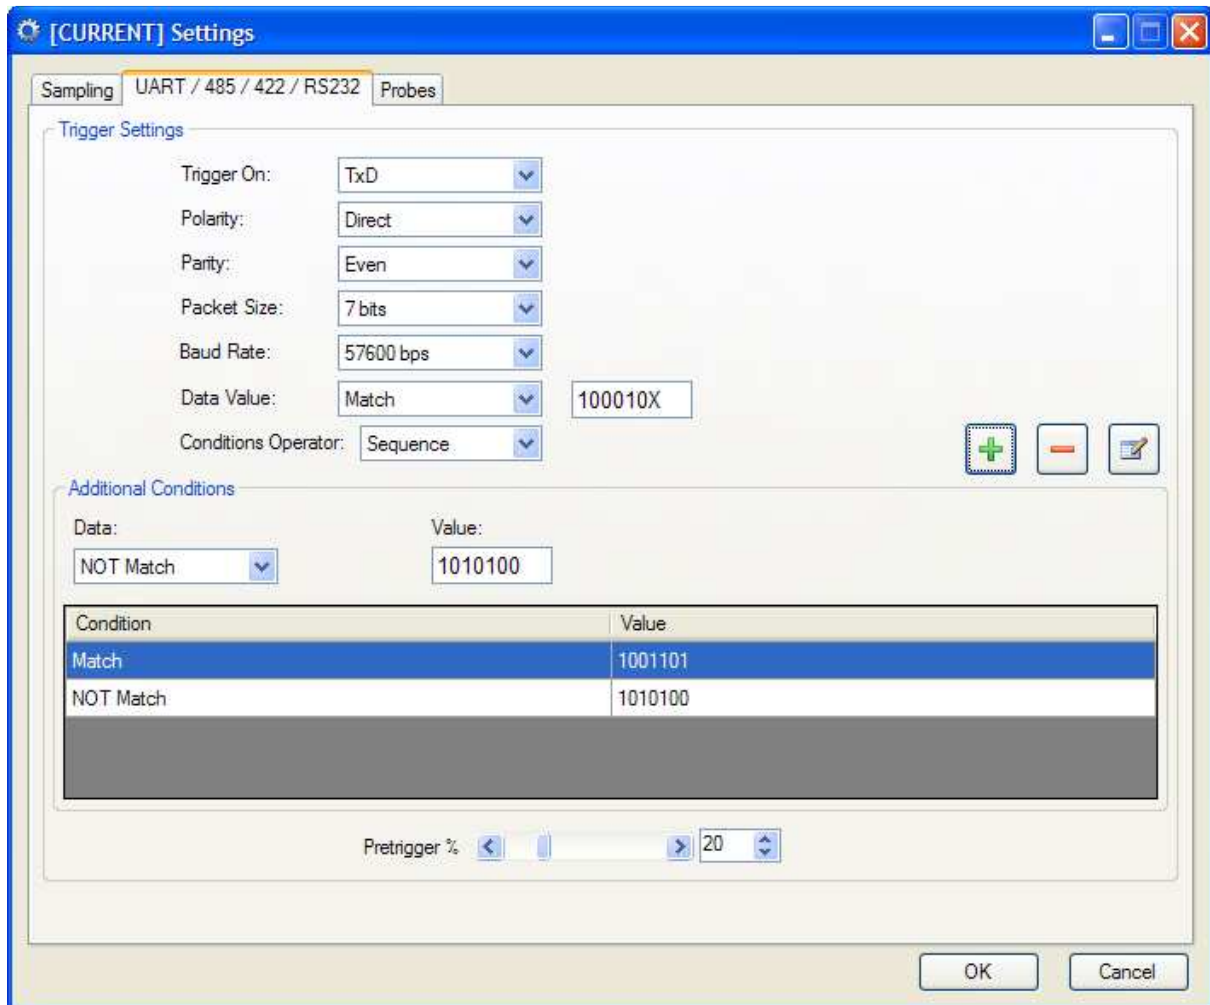 [CURRENT] Settings
Sampling UART / 485 / 422 / RS232 Probes
Trigger Settings
Trigger On: TxD
Polarity: Direct
Parity: Even
Packet Size: 7 bits
Baud Rate: 57600 bps
Data Value: Match 100010X
Conditions Operator: Sequence
Additional Conditions
Data: Value:
NOT Match 1010100
Condition Value
Match 1001101
NOT Match 1010100
Pretrigger % 20
OK Cancel